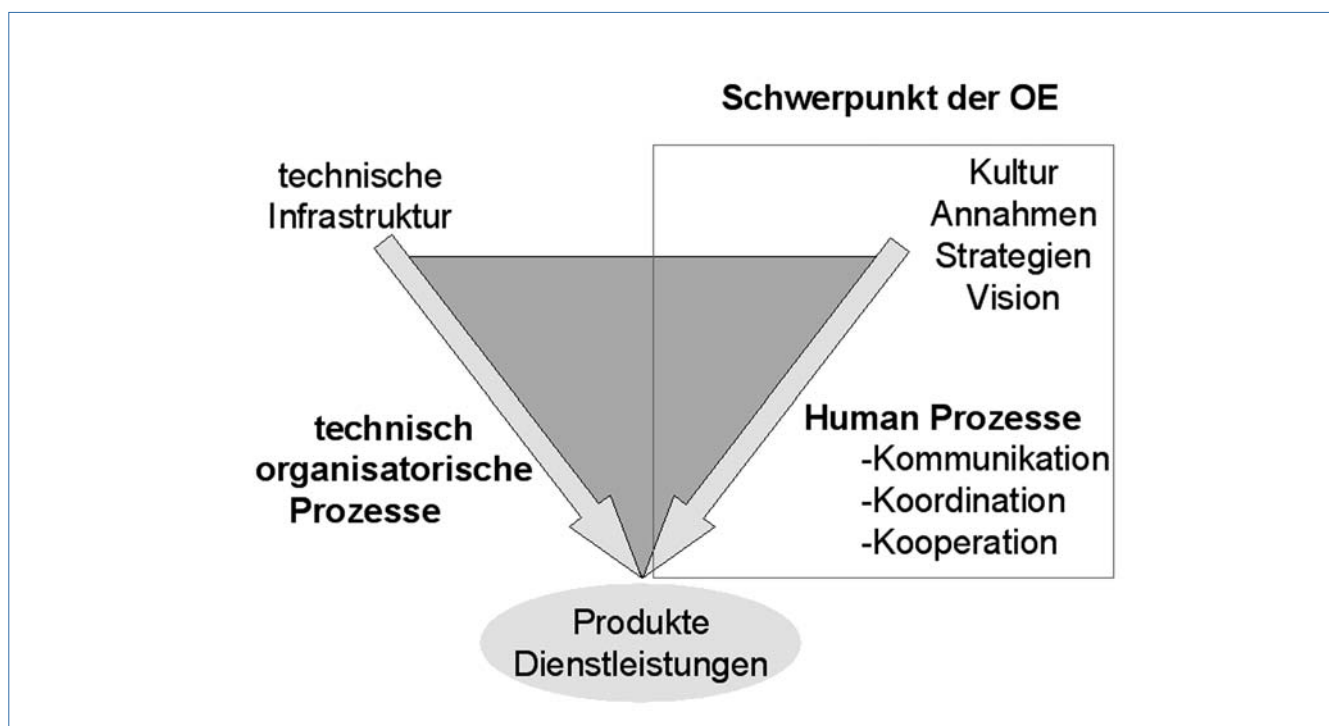 Schwerpunkt der OE
technische
Infrastruktur
Kultur
Annahmen
Strategien
Vision
technisch
organisatorische
Prozesse
Human Prozesse
-Kommunikation
-Koordination
-Kooperation
Produkte
Dienstleistungen